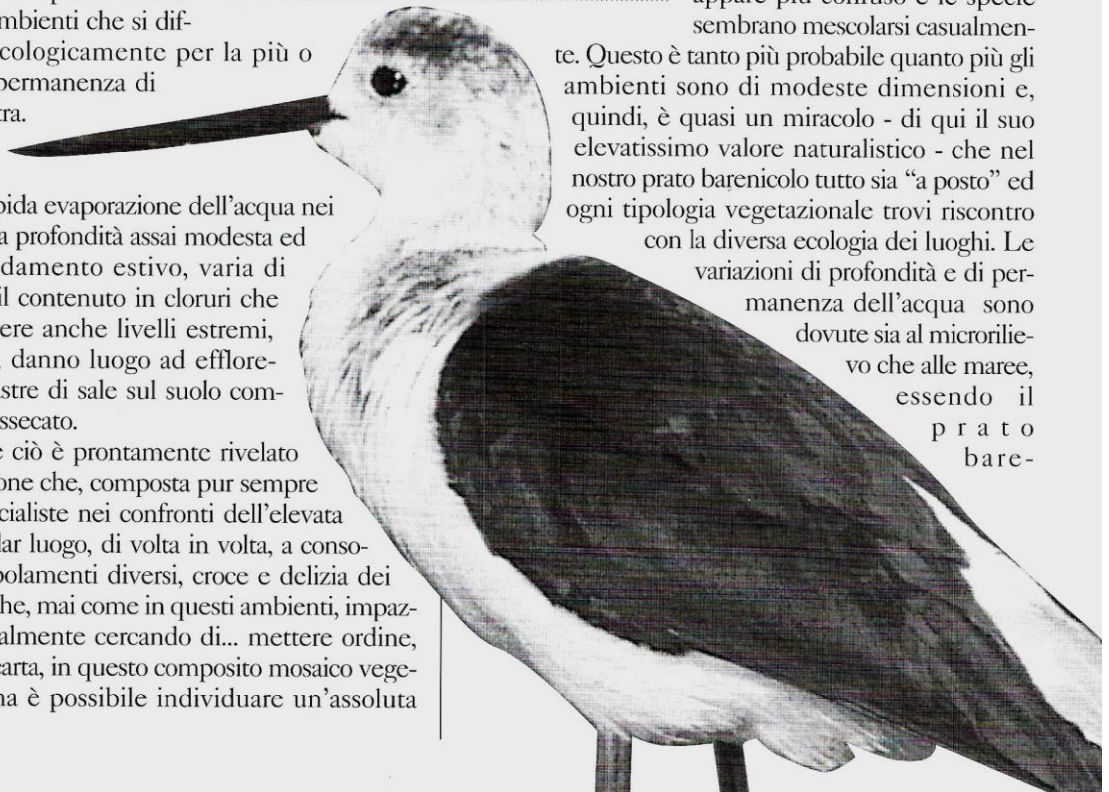 mbienti che si dif-
cologicamente per la più o
permanenza di
tra.
pida evaporazione dell'acqua nei
a profondità assai modesta ed
damento estivo, varia di
il contenuto in cloruri che
ere anche livelli estremi,
, danno luogo ad efflore-
stre di sale sul suolo com-
ssecato.
e ciò è prontamente rivelato
one che, composta pur sempre
cialiste nei confronti dell'elevata
lar luogo, di volta in volta, a conso-
polamenti diversi, croce e delizia dei
he, mai come in questi ambienti, impaz-
almente cercando di... mettere ordine,
carta, in questo composito mosaico vege-
na è possibile individuare un'assoluta
appare più confuso e le specie
sembrano mescolarsi casualmen-
te. Questo è tanto più probabile quanto più gli
ambienti sono di modeste dimensioni e,
quindi, è quasi un miracolo - di qui il suo
elevatissimo valore naturalistico - che nel
nostro prato barenicolo tutto sia “a posto” ed
ogni tipologia vegetazionale trovi riscontro
con la diversa ecologia dei luoghi. Le
variazioni di profondità e di per-
manenza dell'acqua sono
dovute sia al microrilie-
vo che alle maree,
essendo il
prato
bare-